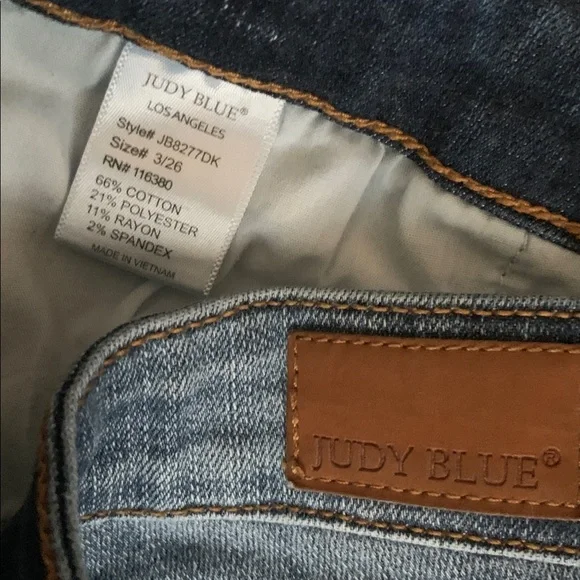 JUDY BLUE®
LOS ANGELES
Style# JB8277DK
Size# 3/26
RN# 116380
66% COTTON
21% POLYESTER
11% RAYON
2% SPANDEX
MADE IN VIETNAM
JUDY BLUE®